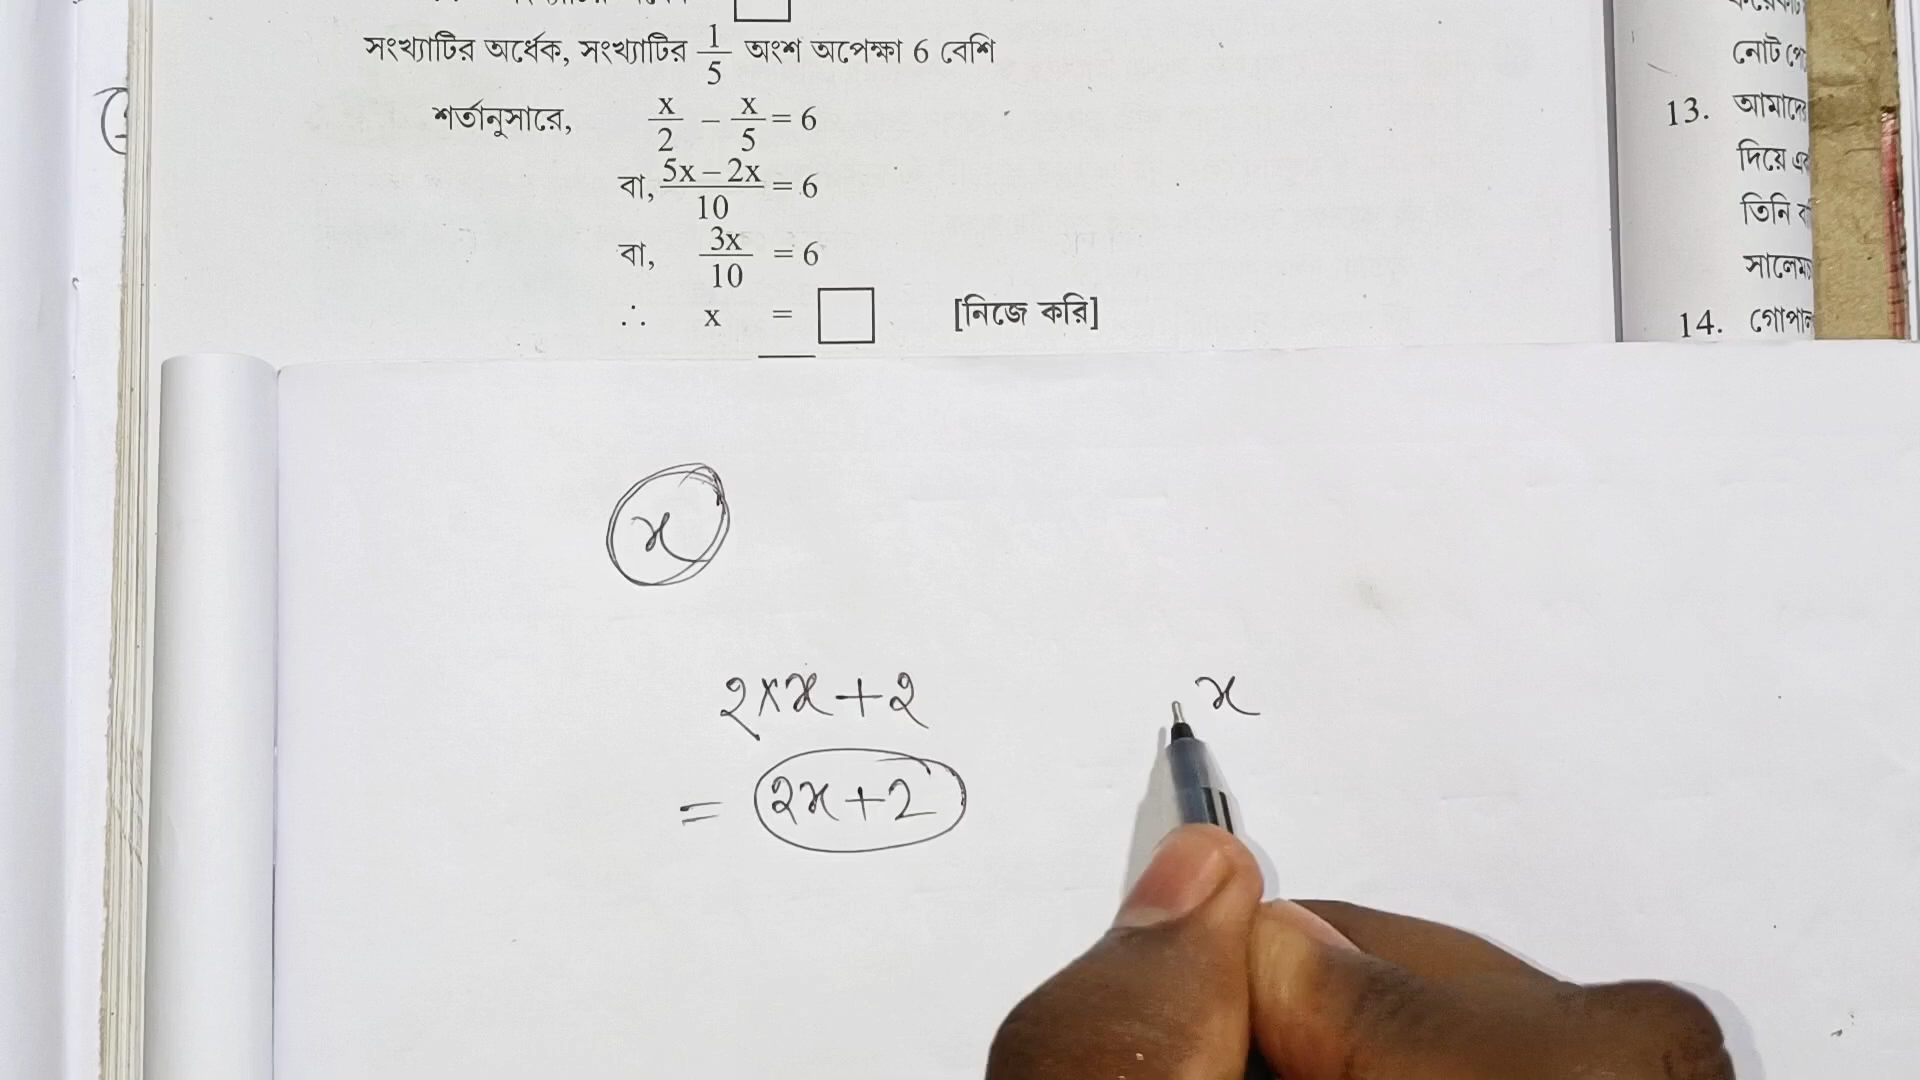 সংখ্যাটির অর্ধেক, সংখ্যাটির 1/5 অংশ অপেক্ষা 6 বেশি
শর্তানুসারে, x/2 − x/5 = 6
বা, (5x – 2x)/10 = 6
বা, 3x/10 = 6
∴ x = [নিজে করি]
নোট
13. আমাদের
দিয়ে
তিনি
14. গোপাল
x
2×x+2
x
= 2x+2